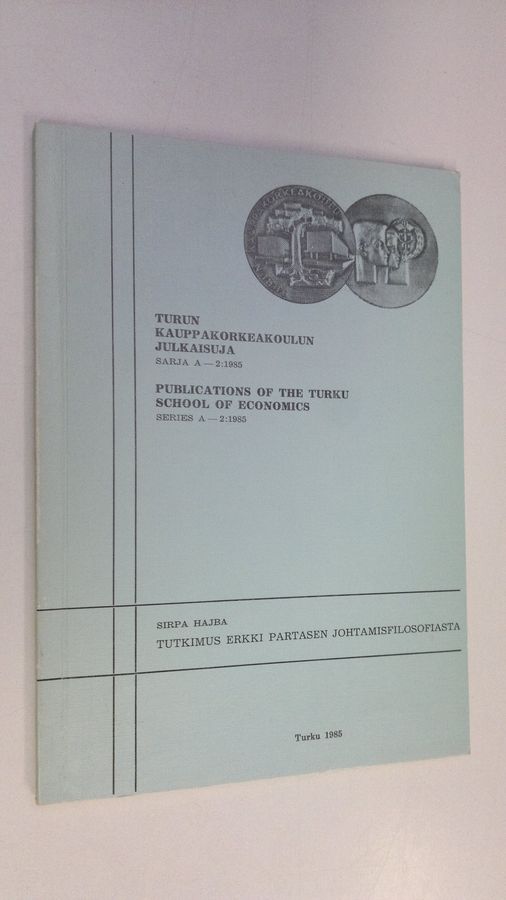 KAUPPAKORKEAKOULU
TURUN
KAUPPAKORKEAKOULUN
JULKAISUJA
SARJA A — 2:1985
PUBLICATIONS OF THE TURKU
SCHOOL OF ECONOMICS
SERIES A — 2:1985
SIRPA HAJBA
TUTKIMUS ERKKI PARTASEN JOHTAMISFILOSOFIASTA
Turku 1985